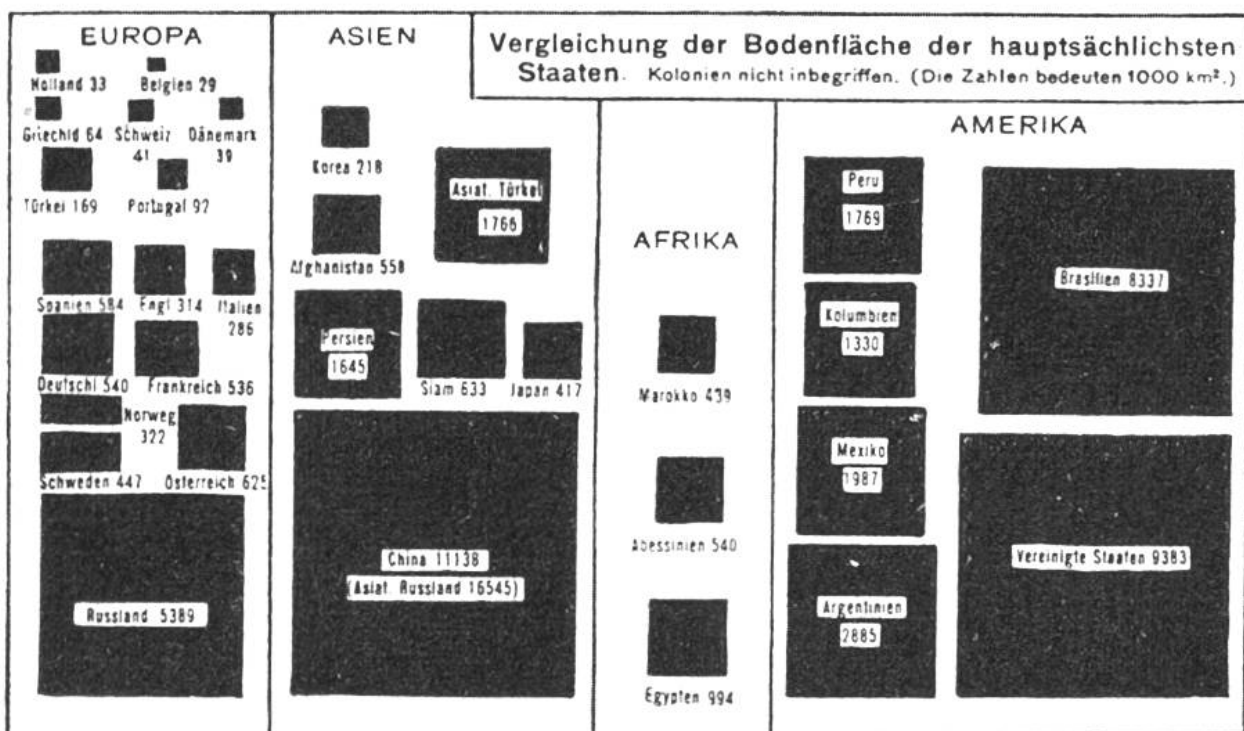 EUROPA
Holland 33
Belgien 29
Griechld 64
Schweiz
41
Dänemark
39
Türkei 169
Portugal 92
Spanien 584
Engl 314
Italien
286
Deutschl 540
Frankreich 536
Norweg
322
Schweden 447
Österreich 625
Russland 5389
ASIEN
Korea 218
Asiat. Türkei
1766
Afghanistan 558
Persien
1645
Siam 633
Japan 417
China 11138
(Asiat. Russland 16545)
Vergleichung der Bodenfläche der hauptsächlichsten
Staaten. Kolonien nicht inbegriffen. (Die Zahlen bedeuten 1000 km².)
AFRIKA
Marokko 439
Abessinien 540
Egypten 994
AMERIKA
Peru
1769
Brasilien 8337
Kolumbien
1330
Mexiko
1987
Argentinien
2885
Vereinigte Staaten 9383